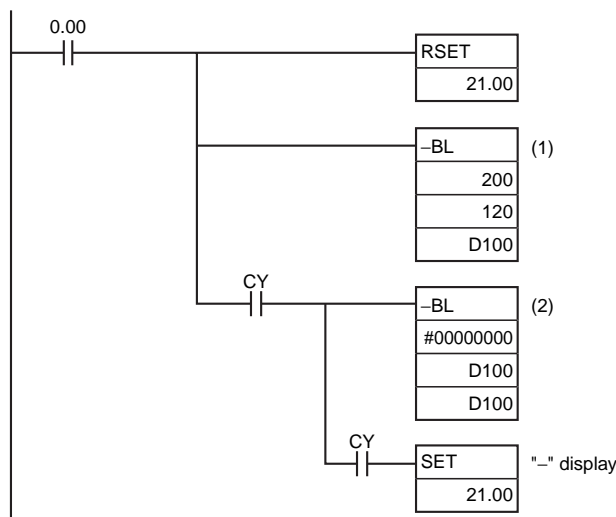 0.00
RSET
21.00
–BL (1)
200
120
D100
CY
–BL (2)
#00000000
D100
D100
CY
SET "–" display
21.00